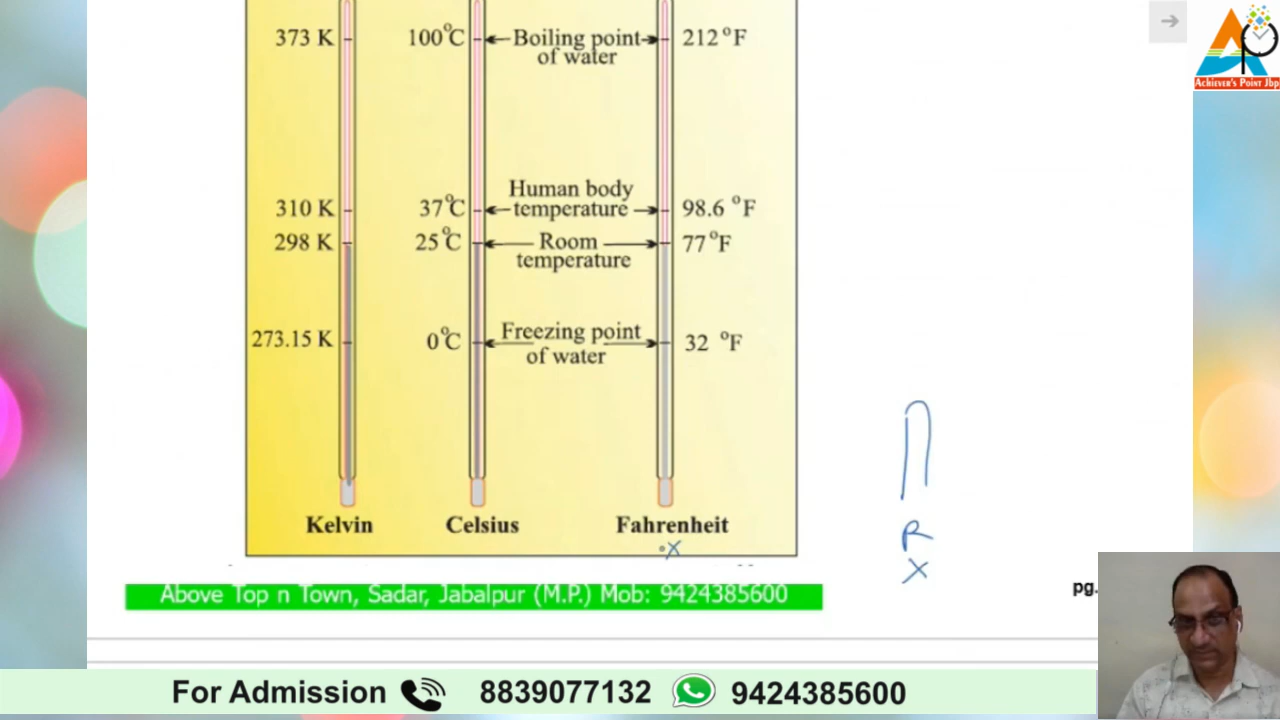 373 K 100°C Boiling point of water 212 °F
310 K 37°C Human body temperature 98.6 °F
298 K 25°C Room temperature 77 °F
273.15 K 0°C Freezing point of water 32 °F
Kelvin Celsius Fahrenheit
x
R
x
Above Top n Town, Sadar, Jabalpur (M.P.) Mob: 9424385600
pg.
For Admission 8839077132 9424385600
ACHIEVER'S POINT JBP